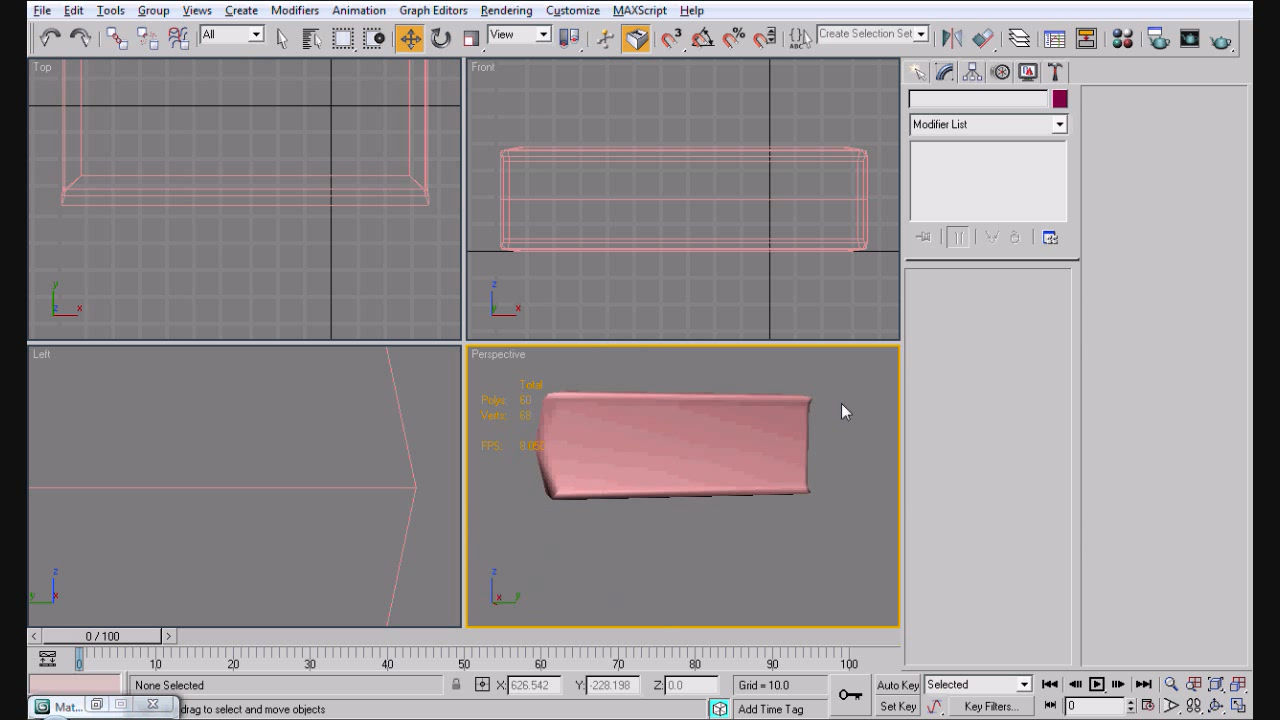 File Edit Tools Group Views Create Modifiers Animation Graph Editors Rendering Customize MAXScript Help
All View Create Selection Set
Top Front
Modifier List
y z
z x y x
Left Perspective
Total
Polys: 60
Verts: 68
FPS: 8.050
z z
y x x y
< 0 / 100 >
0 10 20 30 40 50 60 70 80 90 100
None Selected X: 626.542 Y: -228.198 Z: 0.0 Grid = 10.0 Auto Key Selected
Mat... drag to select and move objects Add Time Tag Set Key Key Filters... 0